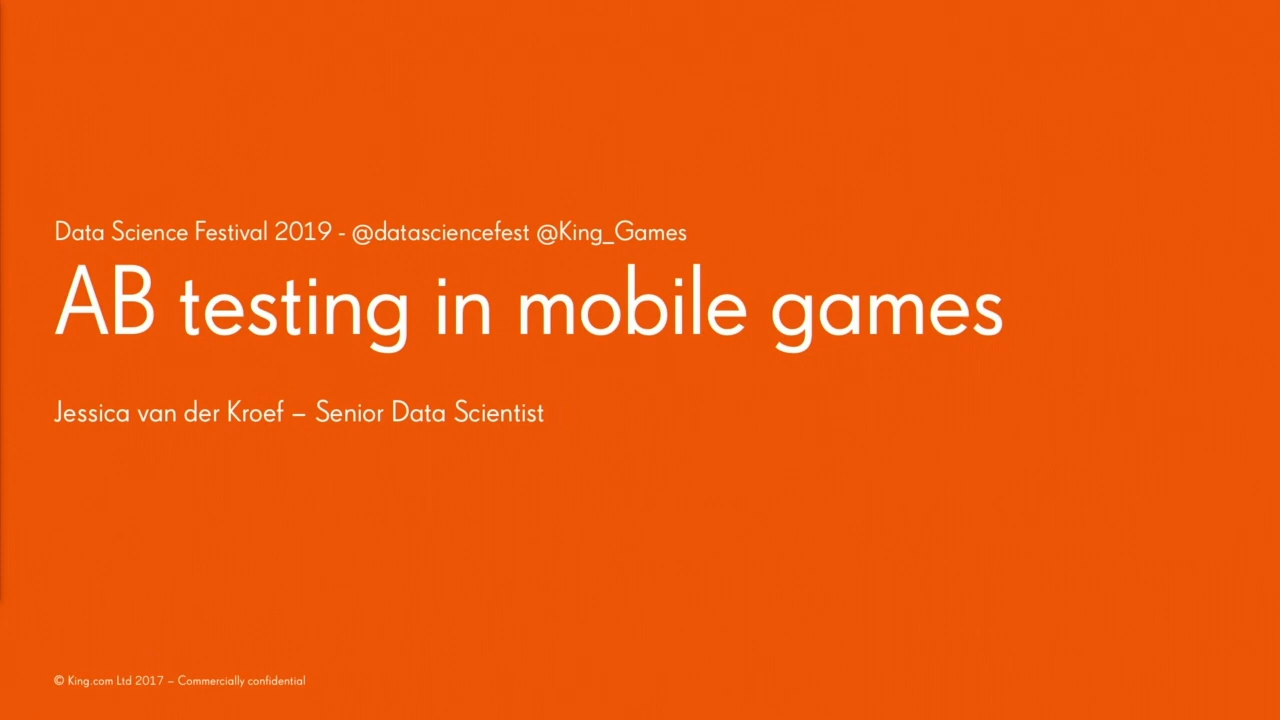 Data Science Festival 2019 - @datasciencefest @King_Games
AB testing in mobile games
Jessica van der Kroef – Senior Data Scientist
© King.com Ltd 2017 – Commercially confidential